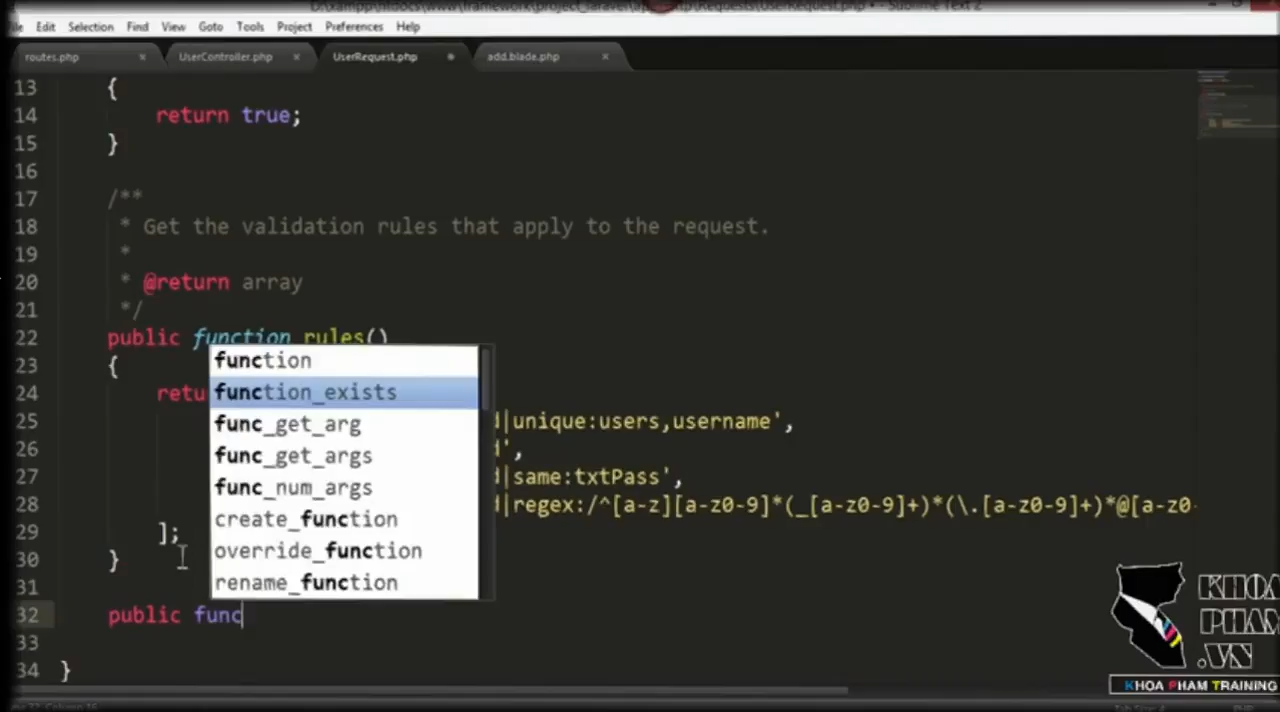 Edit Selection Find View Goto Tools Project Preferences Help
routes.php × UserController.php × UserRequest.php add.blade.php ×
13 {
14 return true;
15 }
16
17 /**
18 * Get the validation rules that apply to the request.
19 *
20 * @return array
21 */
22 public function rules()
23 {
24 retu
25 |unique:users,username',
26 ',
27 |same:txtPass',
28 |regex:/^[a-z][a-z0-9]*(_[a-z0-9]+)*(\.[a-z0-9]+)*@[a-z0-
29 ];
30 }
31
32 public func
33
34 }
function
function_exists
func_get_arg
func_get_args
func_num_args
create_function
override_function
rename_function
KHOA
PHAM
.VN
KHOA PHAM TRAINING